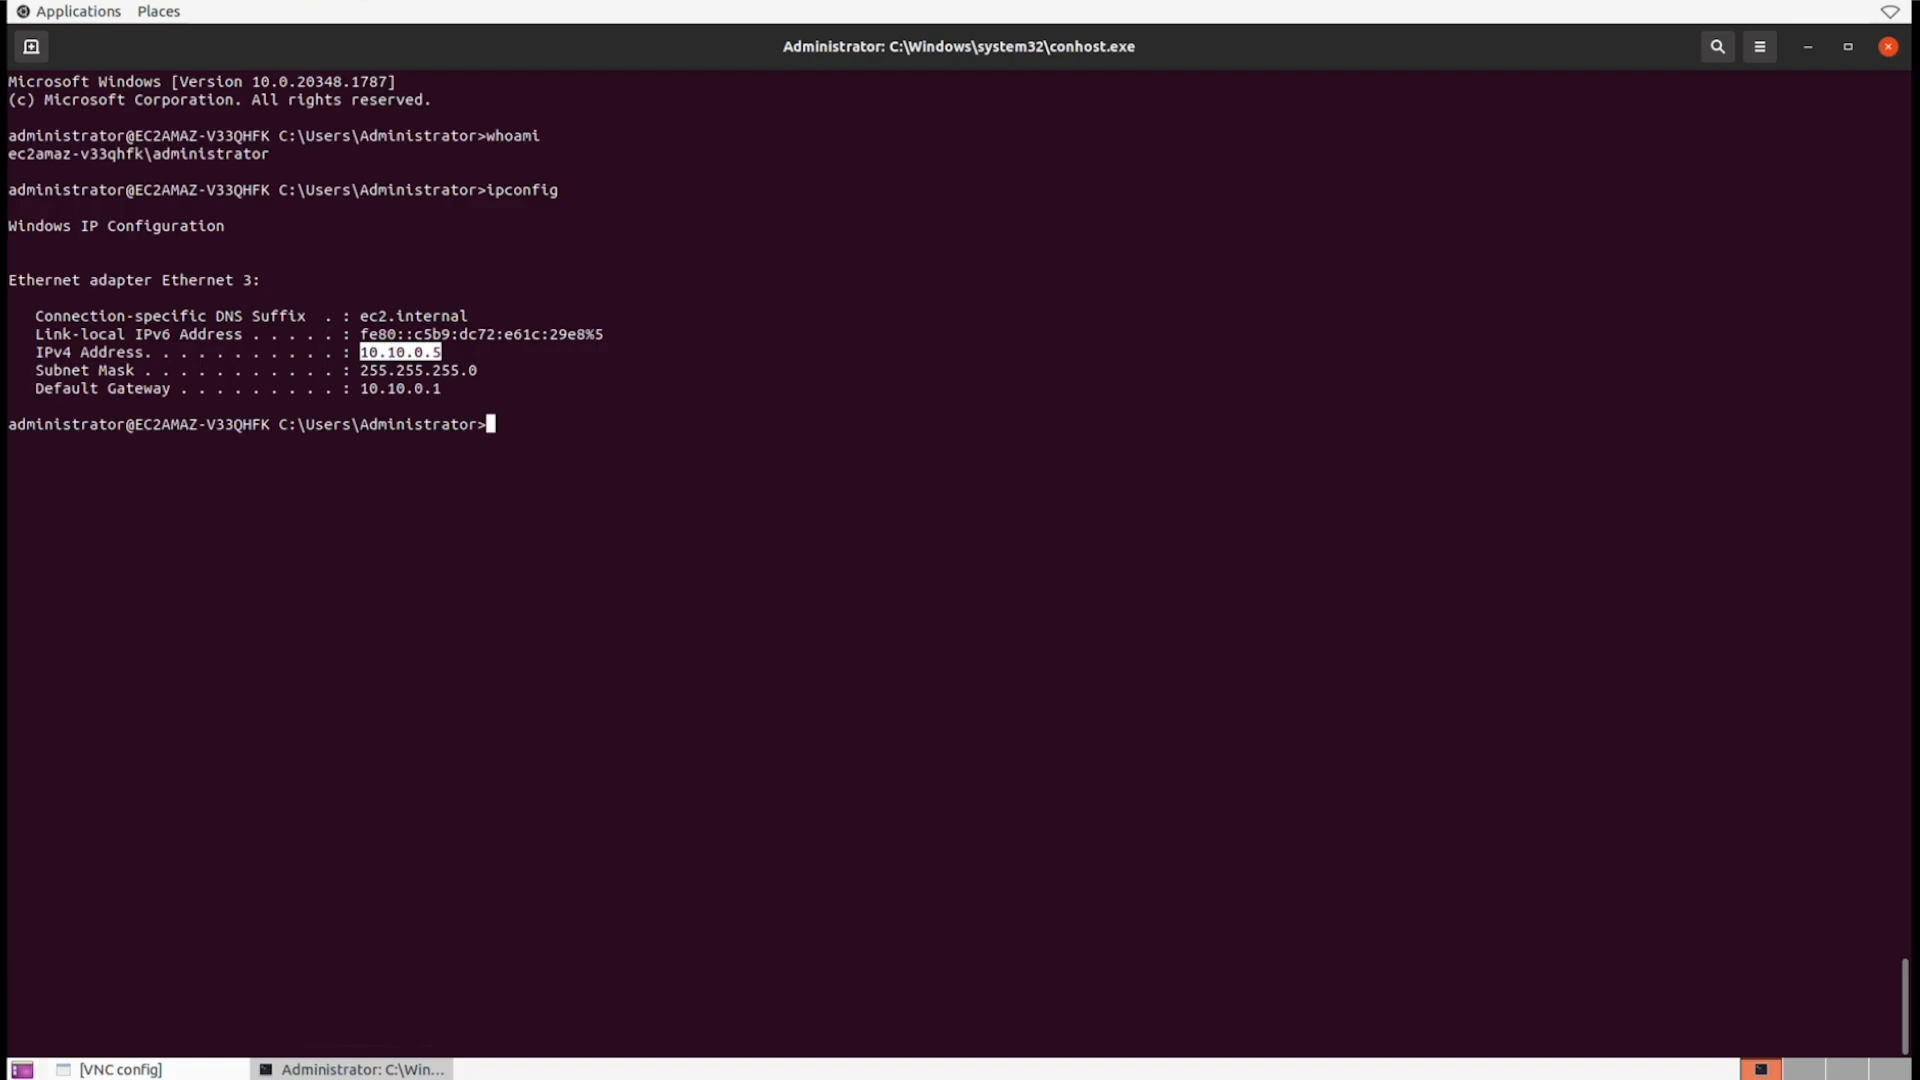 Applications Places
Administrator: C:\Windows\system32\conhost.exe
Microsoft Windows [Version 10.0.20348.1787]
(c) Microsoft Corporation. All rights reserved.
administrator@EC2AMAZ-V33QHFK C:\Users\Administrator>whoami
ec2amaz-v33qhfk\administrator
administrator@EC2AMAZ-V33QHFK C:\Users\Administrator>ipconfig
Windows IP Configuration
Ethernet adapter Ethernet 3:
Connection-specific DNS Suffix . : ec2.internal
Link-local IPv6 Address . . . . . : fe80::c5b9:dc72:e61c:29e8%5
IPv4 Address. . . . . . . . . . . : 10.10.0.5
Subnet Mask . . . . . . . . . . . : 255.255.255.0
Default Gateway . . . . . . . . . : 10.10.0.1
administrator@EC2AMAZ-V33QHFK C:\Users\Administrator>
[VNC config] Administrator: C:\Win...